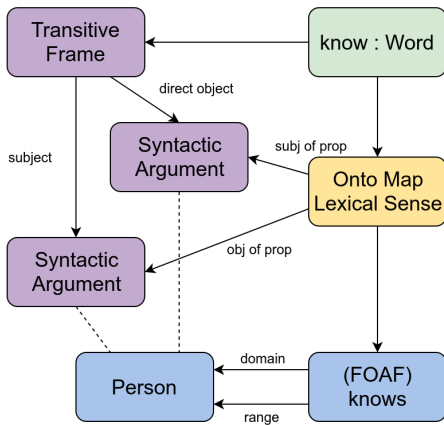 Transitive
Frame
know : Word
direct object
subject
Syntactic
Argument
subj of prop
Onto Map
Lexical Sense
obj of prop
Syntactic
Argument
Person
domain
range
(FOAF)
knows